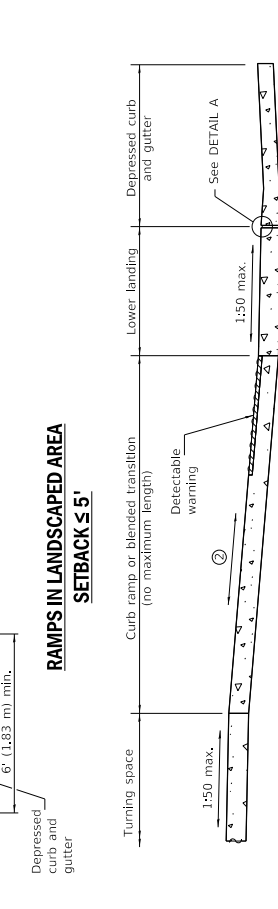 6' (1.83 m) min.
Depressed
curb and
gutter
RAMPS IN LANDSCAPED AREA
SETBACK ≤ 5'
Turning space
Curb ramp or blended transition
(no maximum length)
Lower landing
Depressed curb
and gutter
Detectable
warning
See DETAIL A
1:50 max.
2
1:50 max.